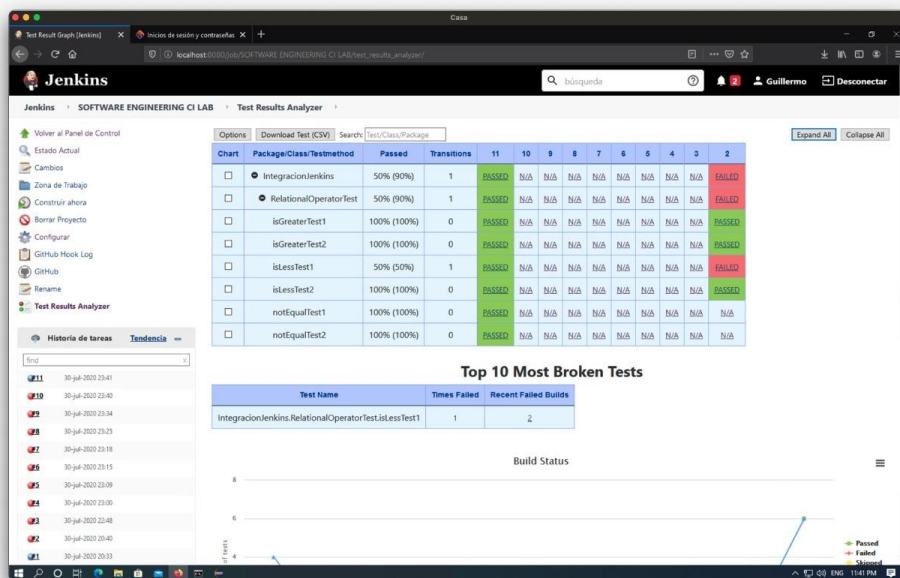 Casa
Test Result Graph [Jenkins]
Inicios de sesión y contraseñas
localhost:8080/job/SOFTWARE ENGINEERING CI LAB/test_results_analyzer/
Jenkins
búsqueda
2
Guillermo
Desconectar
Jenkins SOFTWARE ENGINEERING CI LAB Test Results Analyzer
Volver al Panel de Control
Estado Actual
Cambios
Zona de Trabajo
Construir ahora
Borrar Proyecto
Configurar
GitHub Hook Log
GitHub
Rename
Test Results Analyzer
Historia de tareas Tendencia
find x
#11 30-jul-2020 23:41
#10 30-jul-2020 23:40
#9 30-jul-2020 23:34
#8 30-jul-2020 23:25
#7 30-jul-2020 23:18
#6 30-jul-2020 23:15
#5 30-jul-2020 23:09
#4 30-jul-2020 23:00
#3 30-jul-2020 22:48
#2 30-jul-2020 20:40
#1 30-jul-2020 20:33
Options Download Test (CSV) Search: Test/Class/Package Expand All Collapse All
Chart Package/Class/Testmethod Passed Transitions 11 10 9 8 7 6 5 4 3 2
IntegracionJenkins 50% (90%) 1 PASSED N/A N/A N/A N/A N/A N/A N/A N/A FAILED
RelationalOperatorTest 50% (90%) 1 PASSED N/A N/A N/A N/A N/A N/A N/A N/A FAILED
isGreaterTest1 100% (100%) 0 PASSED N/A N/A N/A N/A N/A N/A N/A N/A PASSED
isGreaterTest2 100% (100%) 0 PASSED N/A N/A N/A N/A N/A N/A N/A N/A PASSED
isLessTest1 50% (50%) 1 PASSED N/A N/A N/A N/A N/A N/A N/A N/A FAILED
isLessTest2 100% (100%) 0 PASSED N/A N/A N/A N/A N/A N/A N/A N/A PASSED
notEqualTest1 100% (100%) 0 PASSED N/A N/A N/A N/A N/A N/A N/A N/A N/A
notEqualTest2 100% (100%) 0 PASSED N/A N/A N/A N/A N/A N/A N/A N/A N/A
Top 10 Most Broken Tests
Test Name Times Failed Recent Failed Builds
IntegracionJenkins.RelationalOperatorTest.isLessTest1 1 2
Build Status
8
6
4
of tests
Passed
Failed
Skipped
ENG 11:41 PM